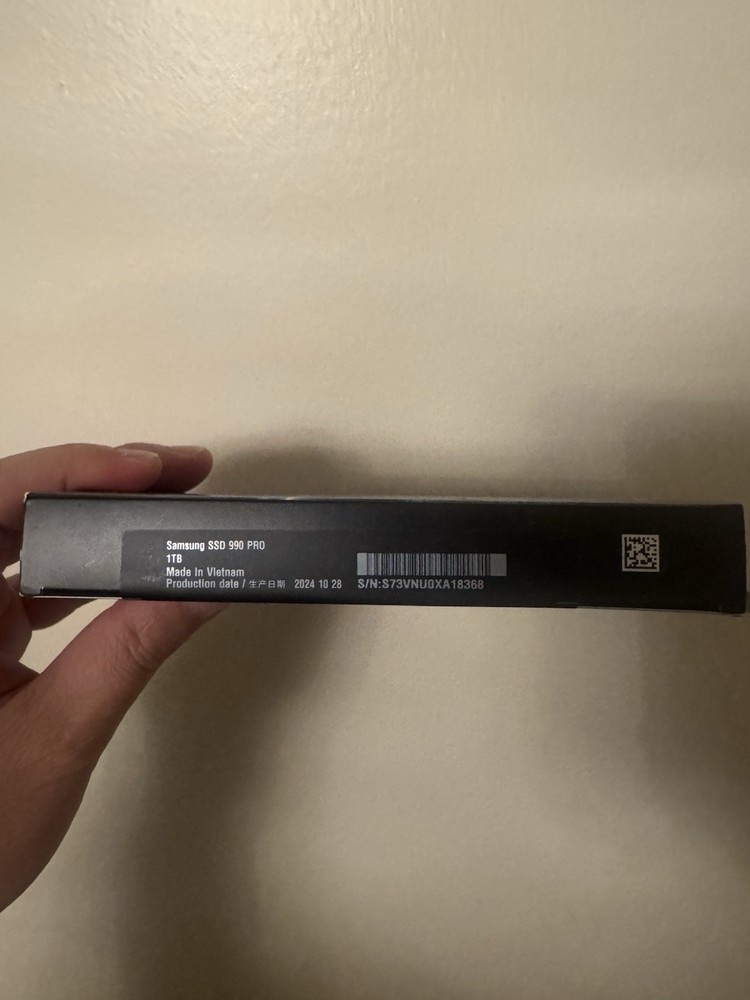 Samsung SSD 990 PRO
1TB
Made In Vietnam
Production date / 生产日期 2024 10 28
S/N:S73VNU0XA18368